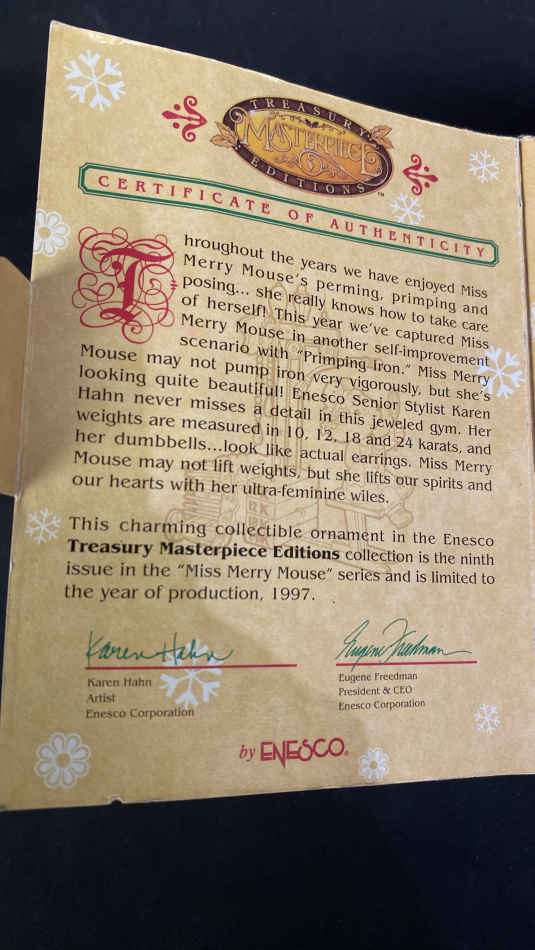 TREASURY
MASTERPIECE
EDITIONS
TM
CERTIFICATE OF AUTHENTICITY
Throughout the years we have enjoyed Miss
Merry Mouse's perming, primping and
posing... she really knows how to take care
of herself! This year we've captured Miss
Merry Mouse in another self-improvement
scenario with "Primping Iron." Miss Merry
Mouse may not pump iron very vigorously, but she's
looking quite beautiful! Enesco Senior Stylist Karen
Hahn never misses a detail in this jeweled gym. Her
weights are measured in 10, 12, 18 and 24 karats, and
her dumbbells...look like actual earrings. Miss Merry
Mouse may not lift weights, but she lifts our spirits and
our hearts with her ultra-feminine wiles.
This charming collectible ornament in the Enesco
Treasury Masterpiece Editions collection is the ninth
issue in the "Miss Merry Mouse" series and is limited to
the year of production, 1997.
Karen Hahn
Eugene Freedman
Karen Hahn
Artist
Enesco Corporation
Eugene Freedman
President & CEO
Enesco Corporation
by ENESCO®